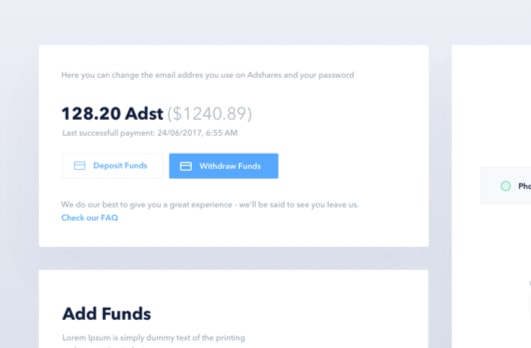 Here you can change the email addres you use on Adshares and your password
128.20 Adst ($1240.89)
Last successfull payment: 24/06/2017, 6:55 AM
Deposit Funds
Withdraw Funds
We do our best to give you a great experience - we'll be said to see you leave us.
Check our FAQ
Add Funds
Lorem Ipsum is simply dummy text of the printing